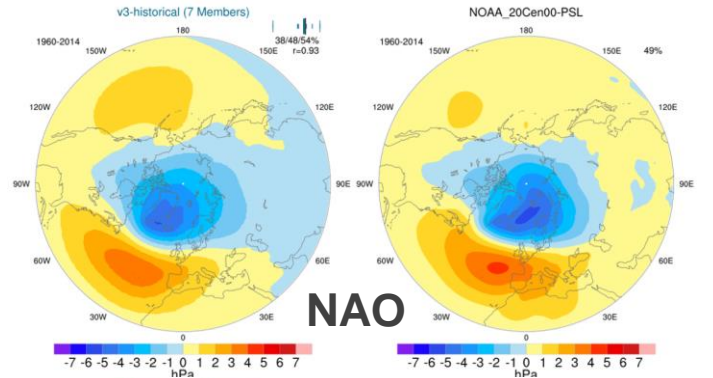 v3-historical (7 Members)
38/48/54%
r=0.93
1960-2014
180
150W
150E
120W
120E
90W
90E
60W
60E
30W
30E
0
-7 -6 -5 -4 -3 -2 -1 0 1 2 3 4 5 6 7
hPa
NOAA_20Cen00-PSL
1960-2014
49%
180
150W
150E
120W
120E
90W
90E
60W
60E
30W
30E
0
-7 -6 -5 -4 -3 -2 -1 0 1 2 3 4 5 6 7
hPa
NAO